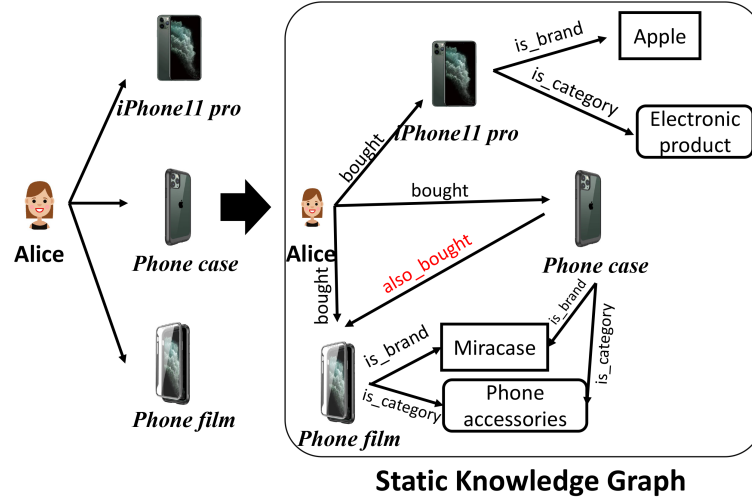 iPhone11 pro
Alice
Phone case
Phone film
is_brand
Apple
is_category
Electronic
product
iPhone11 pro
bought
bought
Alice
bought
also_bought
Phone case
is_brand
is_category
is_brand
Miracase
is_category
Phone
accessories
Phone film
Static Knowledge Graph